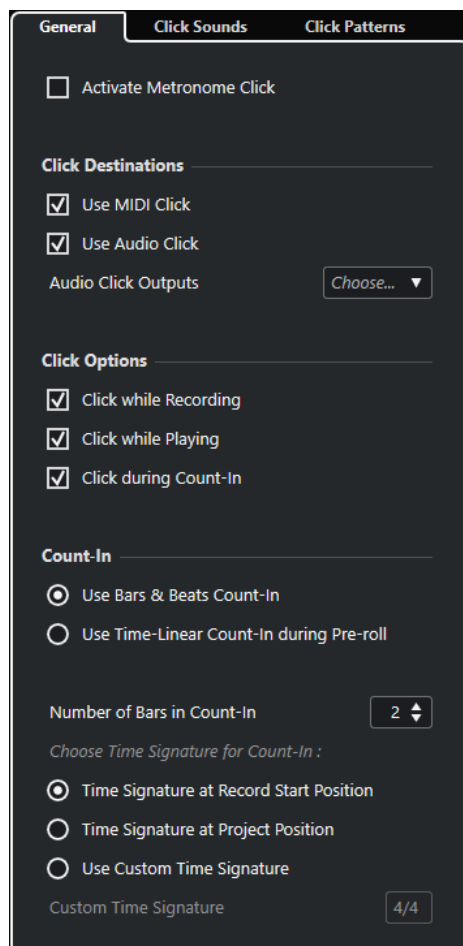 General Click Sounds Click Patterns
Activate Metronome Click
Click Destinations
Use MIDI Click
Use Audio Click
Audio Click Outputs Choose...
Click Options
Click while Recording
Click while Playing
Click during Count-In
Count-In
Use Bars & Beats Count-In
Use Time-Linear Count-In during Pre-roll
Number of Bars in Count-In 2
Choose Time Signature for Count-In :
Time Signature at Record Start Position
Time Signature at Project Position
Use Custom Time Signature
Custom Time Signature 4/4